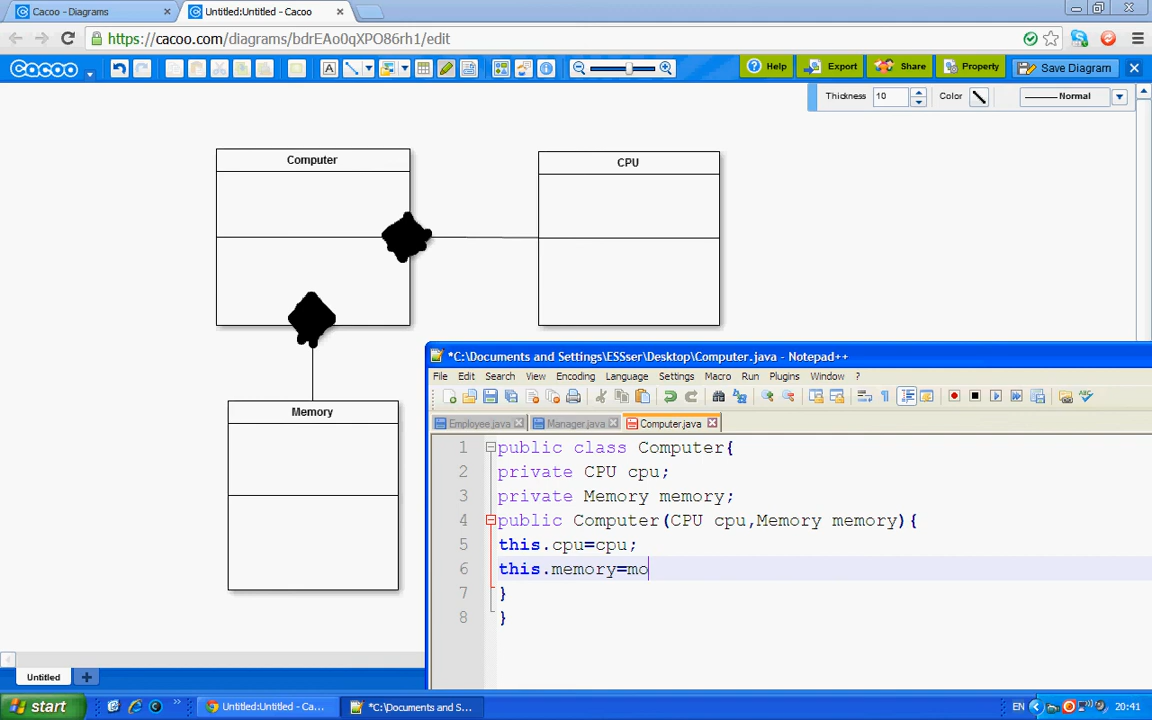 Cacoo - Diagrams
Untitled:Untitled - Cacoo
https://cacoo.com/diagrams/bdrEAo0qXPO86rh1/edit
Cacoo
A
Help
Export
Share
Property
Save Diagram
Thickness 10
Color
Normal
Computer
CPU
Memory
*C:\Documents and Settings\ESSser\Desktop\Computer.java - Notepad++
File Edit Search View Encoding Language Settings Macro Run Plugins Window ?
Employee.java
Manager.java
Computer.java
1 public class Computer{
2 private CPU cpu;
3 private Memory memory;
4 public Computer(CPU cpu,Memory memory){
5 this.cpu=cpu;
6 this.memory=mo
7 }
8 }
Untitled
start
Untitled:Untitled - Ca...
*C:\Documents and S...
EN
20:41